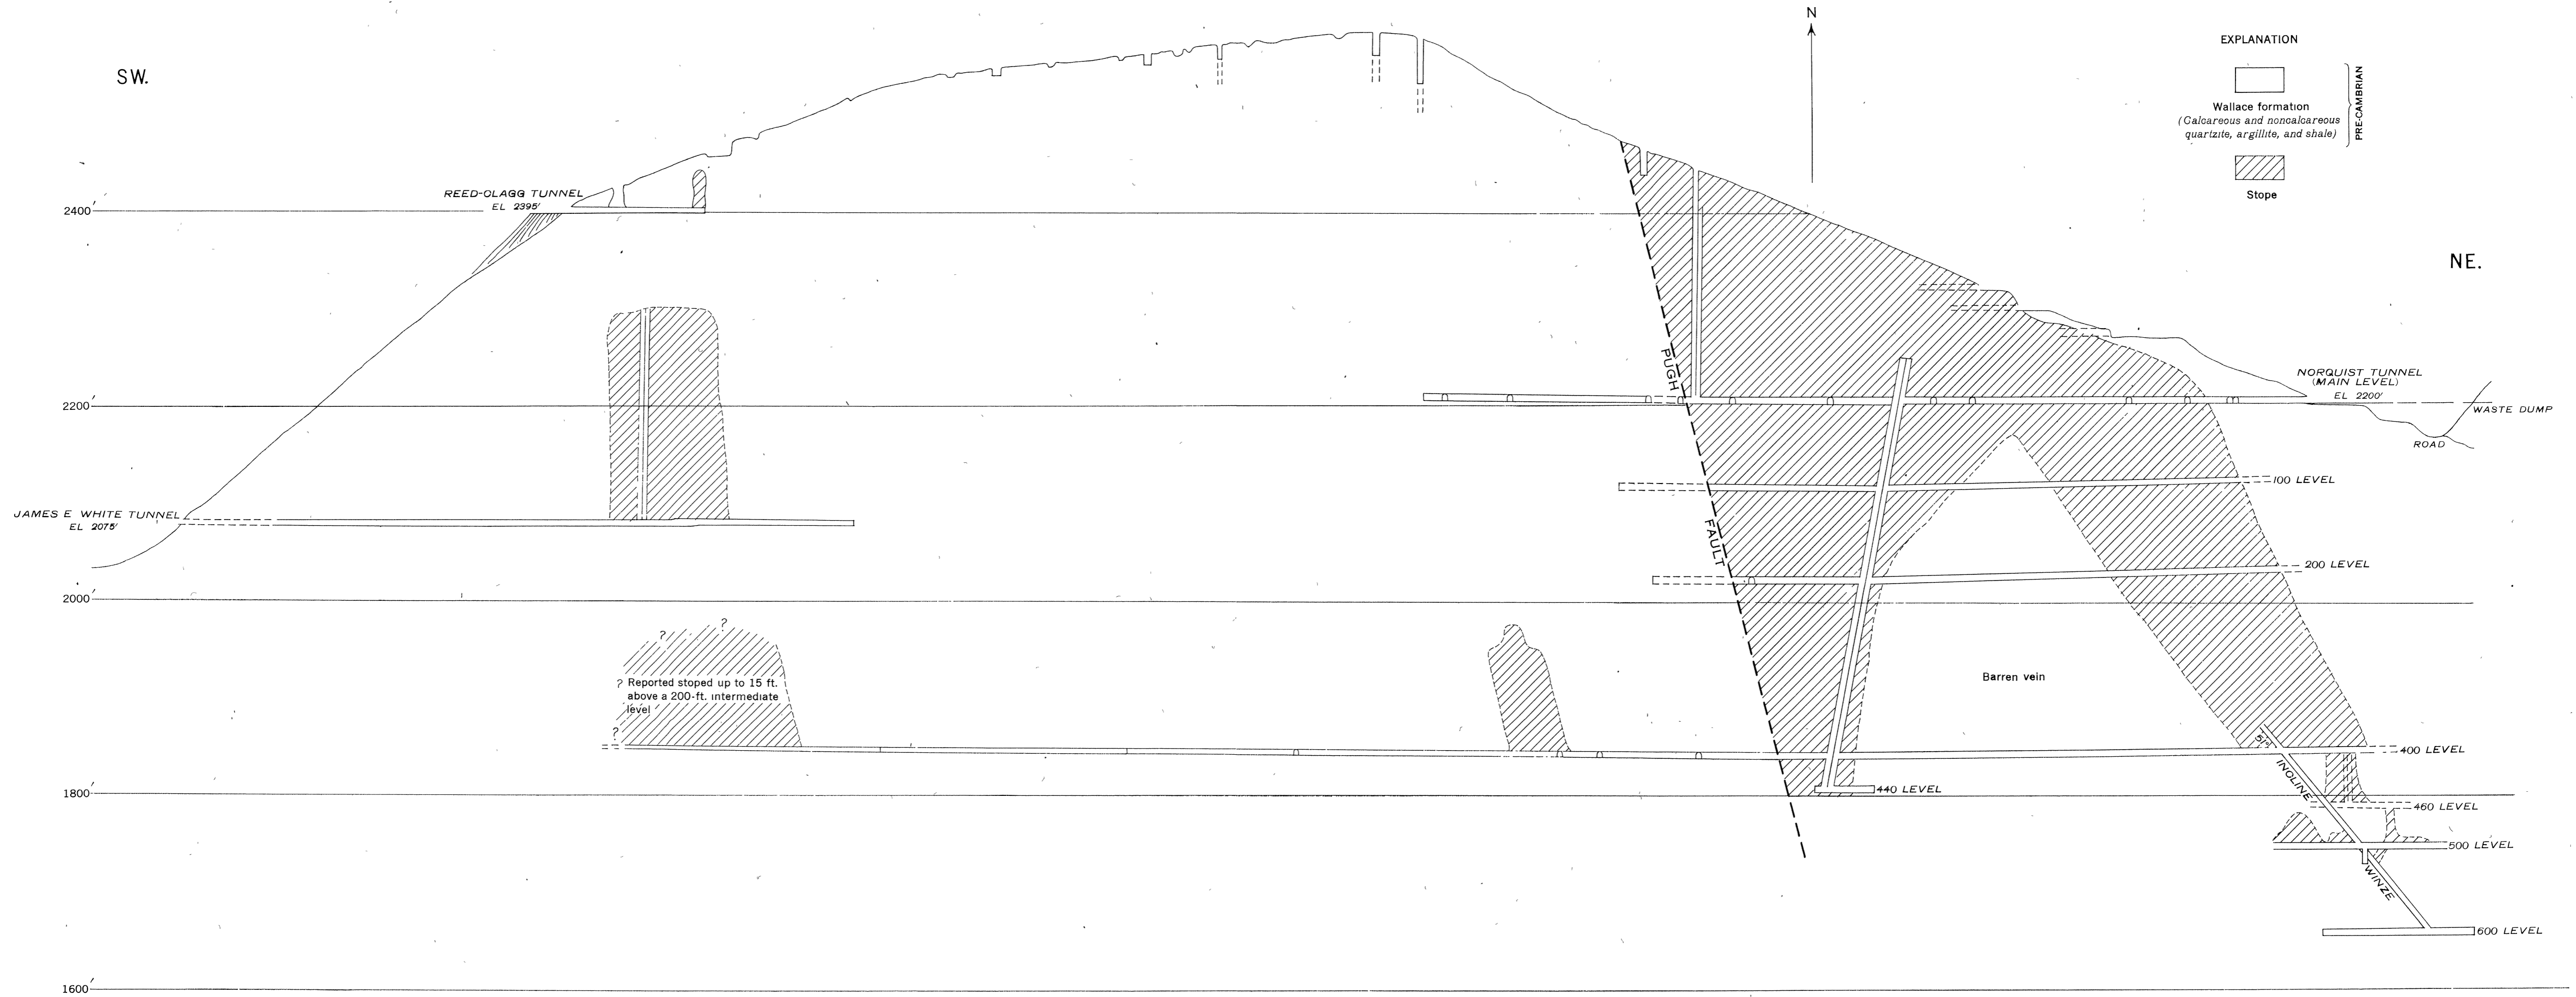 SW.
N
EXPLANATION
Wallace formation
(Calcareous and noncalcareous
quartzite, argillite, and shale)
PRE-CAMBRIAN
Stope
NE.
REED-CLAGG TUNNEL
EL 2395'
2400'
2200'
JAMES E WHITE TUNNEL
EL 2075'
2000'
1800'
1600'
PUGH
FAULT
NORQUIST TUNNEL
(MAIN LEVEL)
EL 2200'
WASTE DUMP
ROAD
100 LEVEL
200 LEVEL
?
?
? Reported stoped up to 15 ft.
above a 200-ft. intermediate
level
?
Barren vein
400 LEVEL
440 LEVEL
51°
INCLINE
460 LEVEL
500 LEVEL
WINZE
600 LEVEL